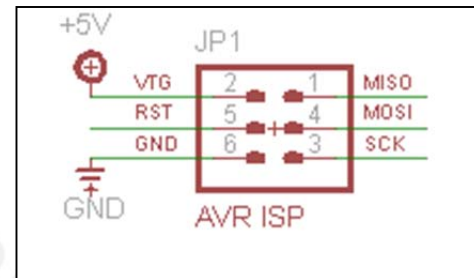 +5V
JP1
VTG 2 1 MISO
RST 5 4 MOSI
GND 6 3 SCK
GND
AVR ISP